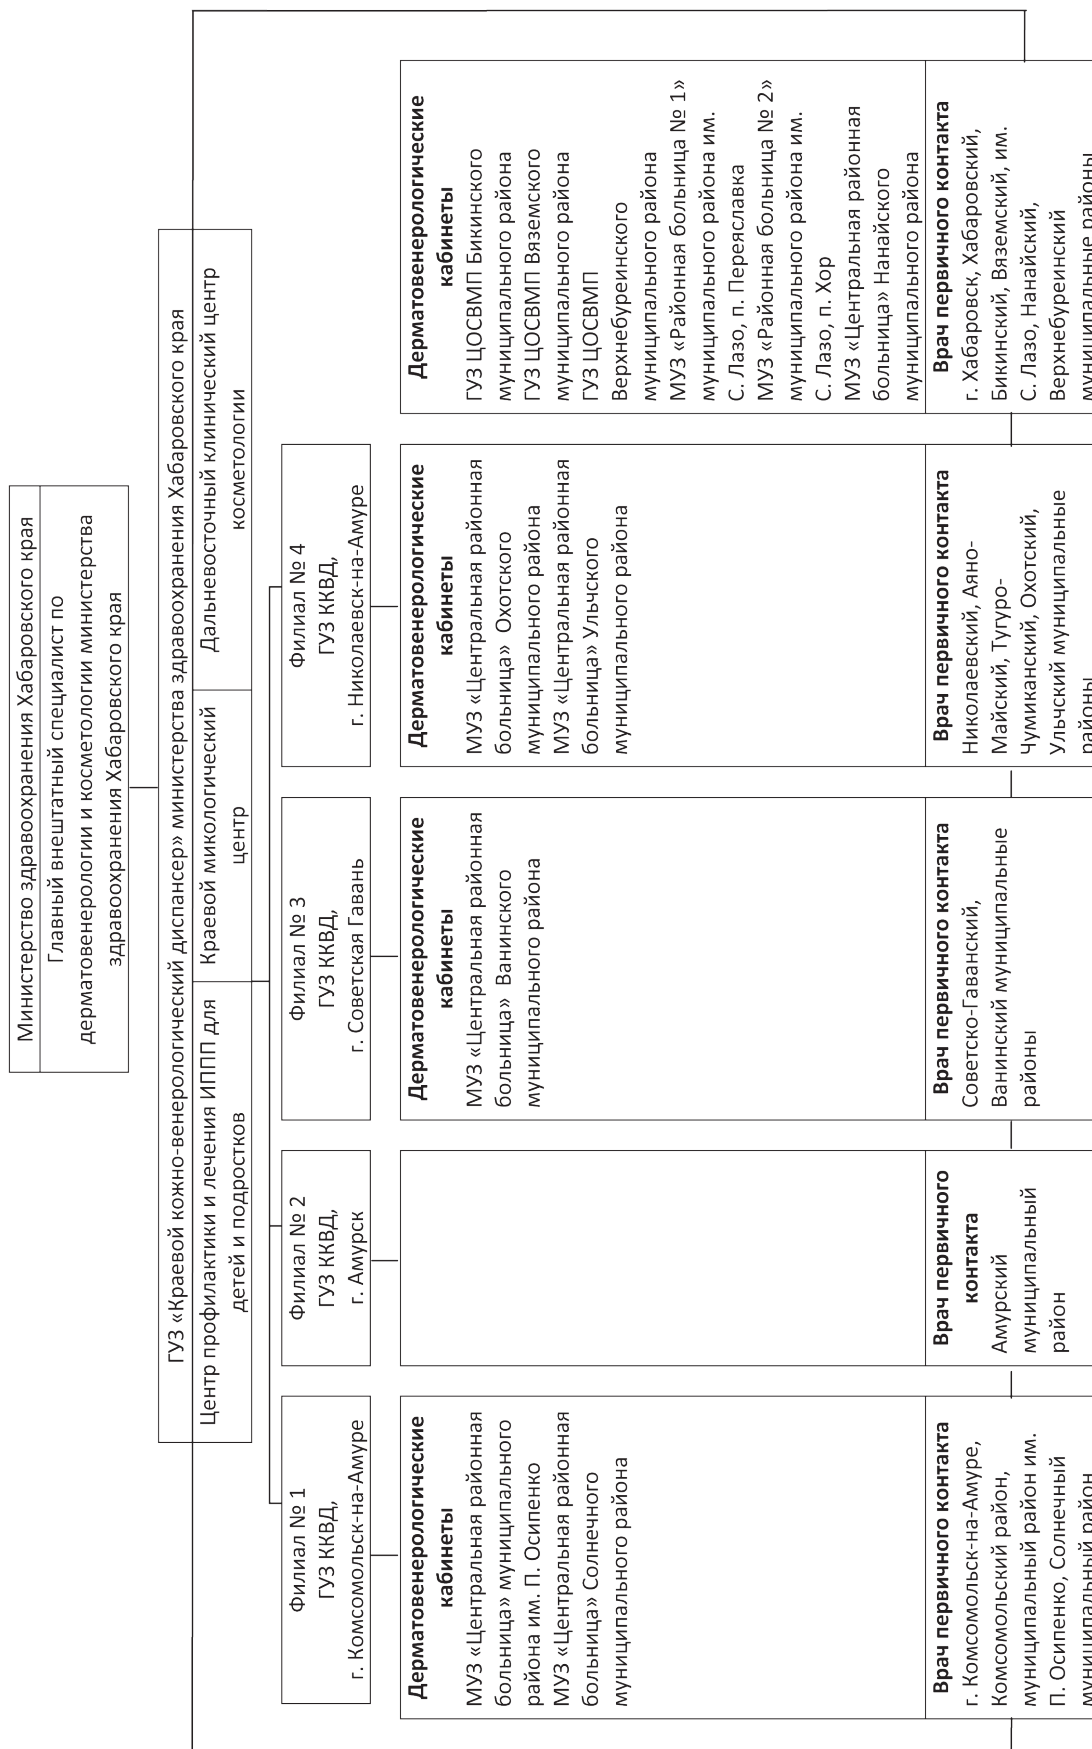 Министерство здравоохранения Хабаровского края
Главный внештатный специалист по
дерматовенерологии и косметологии министерства
здравоохранения Хабаровского края
ГУЗ «Краевой кожно-венерологический диспансер» министерства здравоохранения Хабаровского края
Центр профилактики и лечения ИППП для
детей и подростков
Краевой микологический
центр
Дальневосточный клинический центр
косметологии
Филиал № 1
ГУЗ ККВД,
г. Комсомольск-на-Амуре
Филиал № 2
ГУЗ ККВД,
г. Амурск
Филиал № 3
ГУЗ ККВД,
г. Советская Гавань
Филиал № 4
ГУЗ ККВД,
г. Николаевск-на-Амуре
Дерматовенерологические
кабинеты
МУЗ «Центральная районная
больница» муниципального
района им. П. Осипенко
МУЗ «Центральная районная
больница» Солнечного
муниципального района
Дерматовенерологические
кабинеты
МУЗ «Центральная районная
больница» Ванинского
муниципального района
Дерматовенерологические
кабинеты
МУЗ «Центральная районная
больница» Охотского
муниципального района
МУЗ «Центральная районная
больница» Ульчского
муниципального района
Дерматовенерологические
кабинеты
ГУЗ ЦОСВМП Бикинского
муниципального района
ГУЗ ЦОСВМП Вяземского
муниципального района
ГУЗ ЦОСВМП
Верхнебуреинского
муниципального района
МУЗ «Районная больница № 1»
муниципального района им.
С. Лазо, п. Переяславка
МУЗ «Районная больница № 2»
муниципального района им.
С. Лазо, п. Хор
МУЗ «Центральная районная
больница» Нанайского
муниципального района
Врач первичного контакта
г. Комсомольск-на-Амуре,
Комсомольский район,
муниципальный район им.
П. Осипенко, Солнечный
муниципальный район
Врач первичного
контакта
Амурский
муниципальный
район
Врач первичного контакта
Советско-Гаванский,
Ванинский муниципальные
районы
Врач первичного контакта
Николаевский, Аяно-
Майский, Тугуро-
Чумиканский, Охотский,
Ульчский муниципальные
районы
Врач первичного контакта
г. Хабаровск, Хабаровский,
Бикинский, Вяземский, им.
С. Лазо, Нанайский,
Верхнебуреинский
муниципальные районы